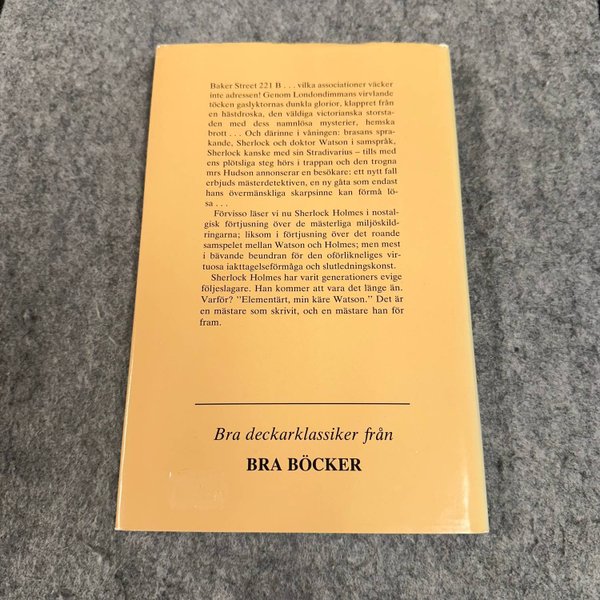 Baker Street 221 B . . . vilka associationer väcker
inte adressen! Genom Londondimmans virvlande
töcken gaslyktornas dunkla glorior, klappret från
en hästdroska, den väldiga victorianska storsta-
den med dess namnlösa mysterier, hemska
brott . . . Och därinne i våningen: brasans spra-
kande, Sherlock och doktor Watson i samspråk,
Sherlock kanske med sin Stradivarius – tills med
ens plötsliga steg hörs i trappan och den trogna
mrs Hudson annonserar en besökare: ett nytt fall
erbjuds mästerdetektiven, en ny gåta som endast
hans övermänskliga skarpsinne kan förmå lö-
sa . . .
Förvisso läser vi nu Sherlock Holmes i nostal-
gisk förtjusning över de mästerliga miljöskild-
ringarna; liksom i förtjusning över det roande
samspelet mellan Watson och Holmes; men mest
i bävande beundran för den oförlikneliges vir-
tuosa iakttagelseförmåga och slutledningskonst.
Sherlock Holmes har varit generationers evige
följeslagare. Han kommer att vara det länge än.
Varför? ”Elementärt, min käre Watson.” Det är
en mästare som skrivit, och en mästare han för
fram.
Bra deckarklassiker från
BRA BÖCKER